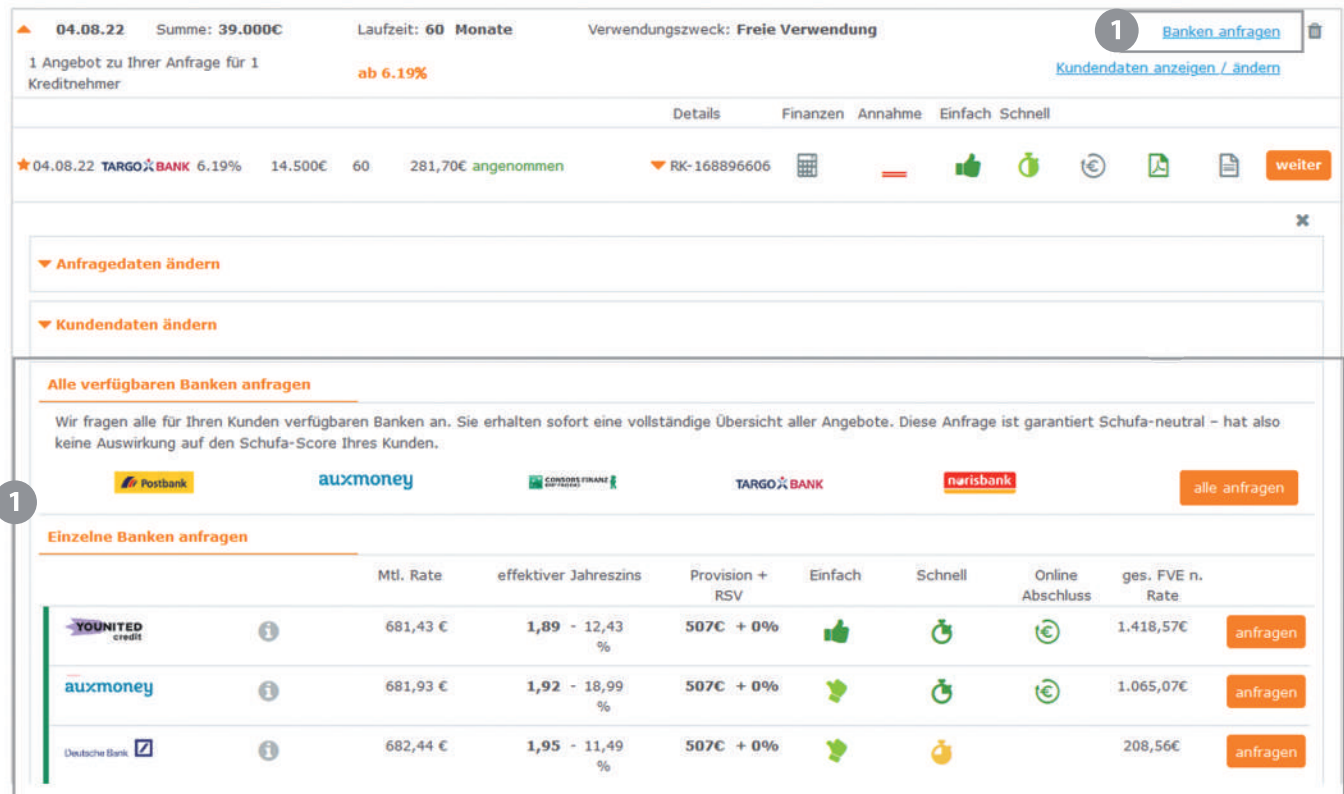 04.08.22 Summe: 39.000€ Laufzeit: 60 Monate Verwendungszweck: Freie Verwendung 1 Banken anfragen
1 Angebot zu Ihrer Anfrage für 1
Kreditnehmer
ab 6.19%
Kundendaten anzeigen / ändern
Details Finanzen Annahme Einfach Schnell
04.08.22 TARGO BANK 6.19% 14.500€ 60 281,70€ angenommen RK-168896606 weiter
Anfragedaten ändern
Kundendaten ändern
Alle verfügbaren Banken anfragen
Wir fragen alle für Ihren Kunden verfügbaren Banken an. Sie erhalten sofort eine vollständige Übersicht aller Angebote. Diese Anfrage ist garantiert Schufa-neutral – hat also
keine Auswirkung auf den Schufa-Score Ihres Kunden.
Postbank auxmoney CONSORS FINANZ TARGO BANK norisbank alle anfragen
1
Einzelne Banken anfragen
Mtl. Rate effektiver Jahreszins Provision + RSV Einfach Schnell Online Abschluss ges. FVE n. Rate
YOUNITED credit 681,43 € 1,89 - 12,43 % 507€ + 0% 1.418,57€ anfragen
auxmoney 681,93 € 1,92 - 18,99 % 507€ + 0% 1.065,07€ anfragen
Deutsche Bank 682,44 € 1,95 - 11,49 % 507€ + 0% 208,56€ anfragen